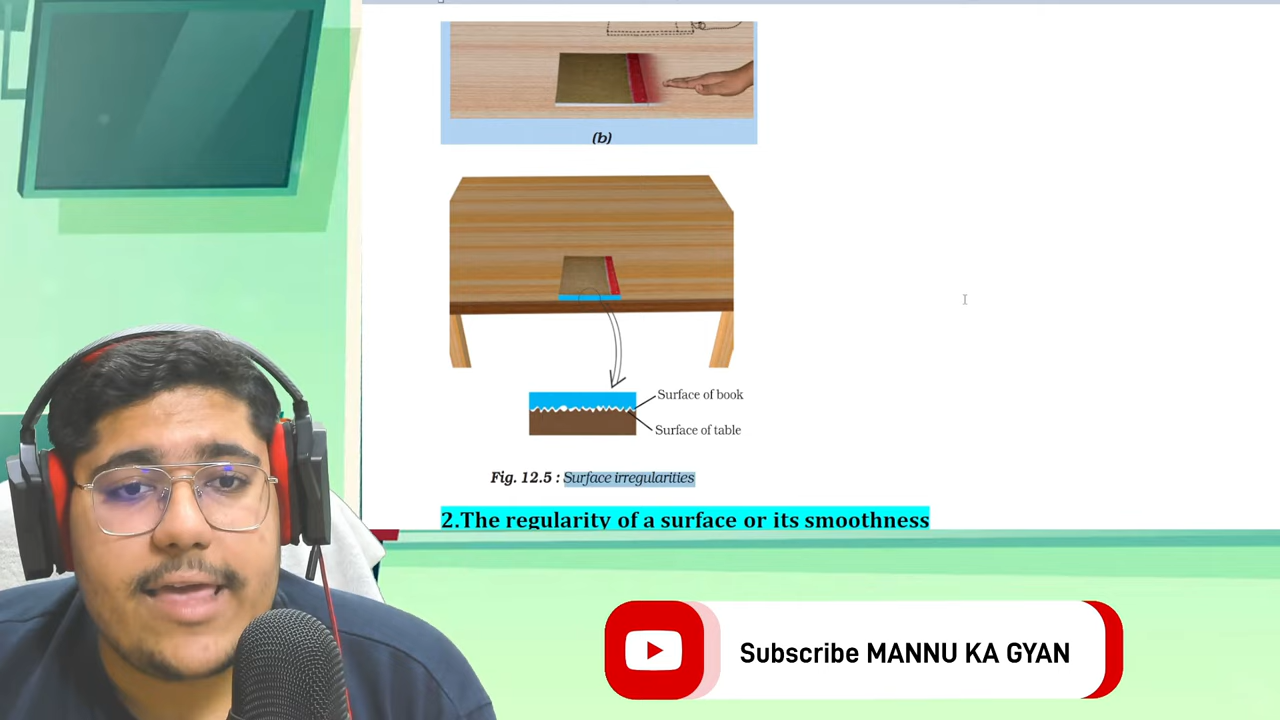 (b)
Surface of book
Surface of table
Fig. 12.5 : Surface irregularities
2.The regularity of a surface or its smoothness
Subscribe MANNU KA GYAN